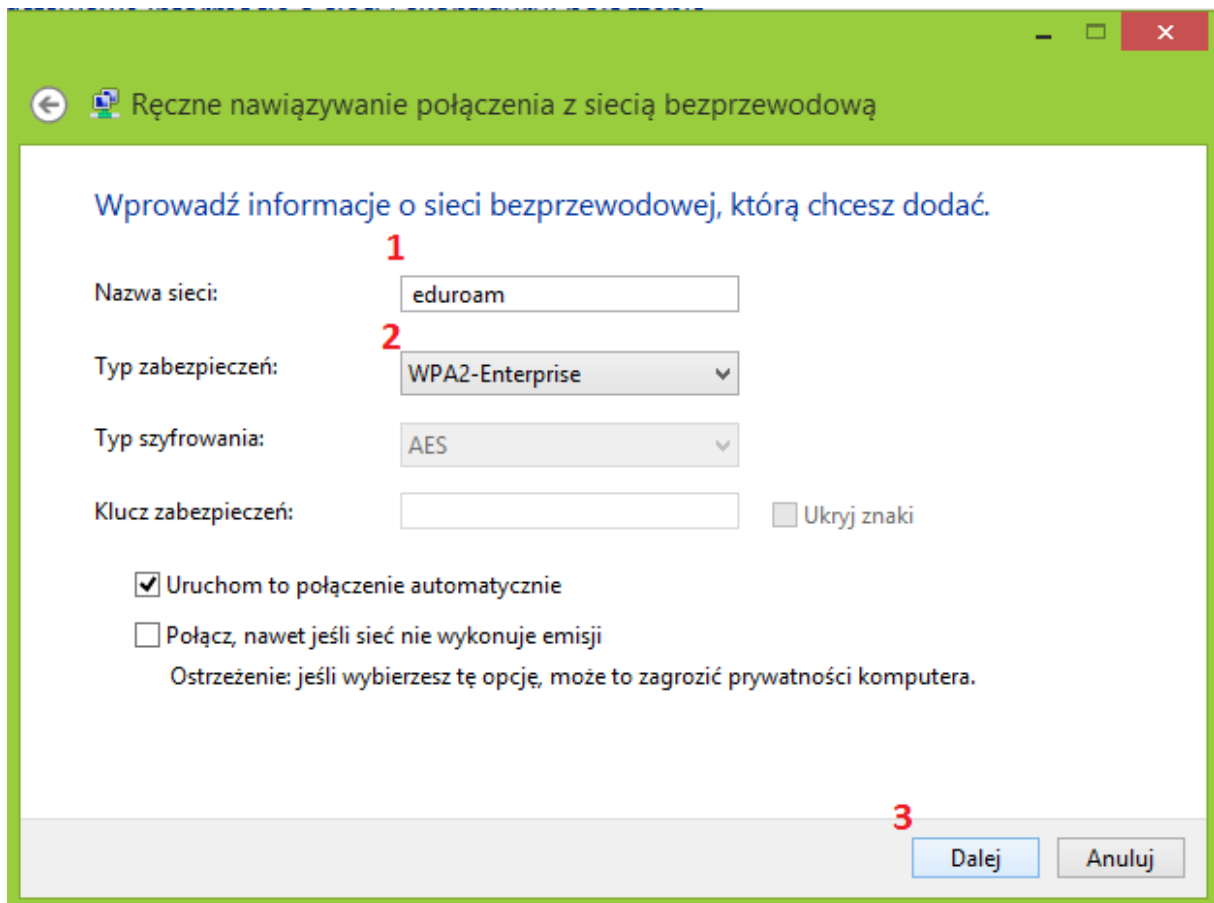 Ręczne nawiązywanie połączenia z siecią bezprzewodową
Wprowadź informacje o sieci bezprzewodowej, którą chcesz dodać.
1
Nazwa sieci: eduroam
2
Typ zabezpieczeń: WPA2-Enterprise
Typ szyfrowania: AES
Klucz zabezpieczeń: Ukryj znaki
Uruchom to połączenie automatycznie
Połącz, nawet jeśli sieć nie wykonuje emisji
Ostrzeżenie: jeśli wybierzesz tę opcję, może to zagrozić prywatności komputera.
3
Dalej Anuluj